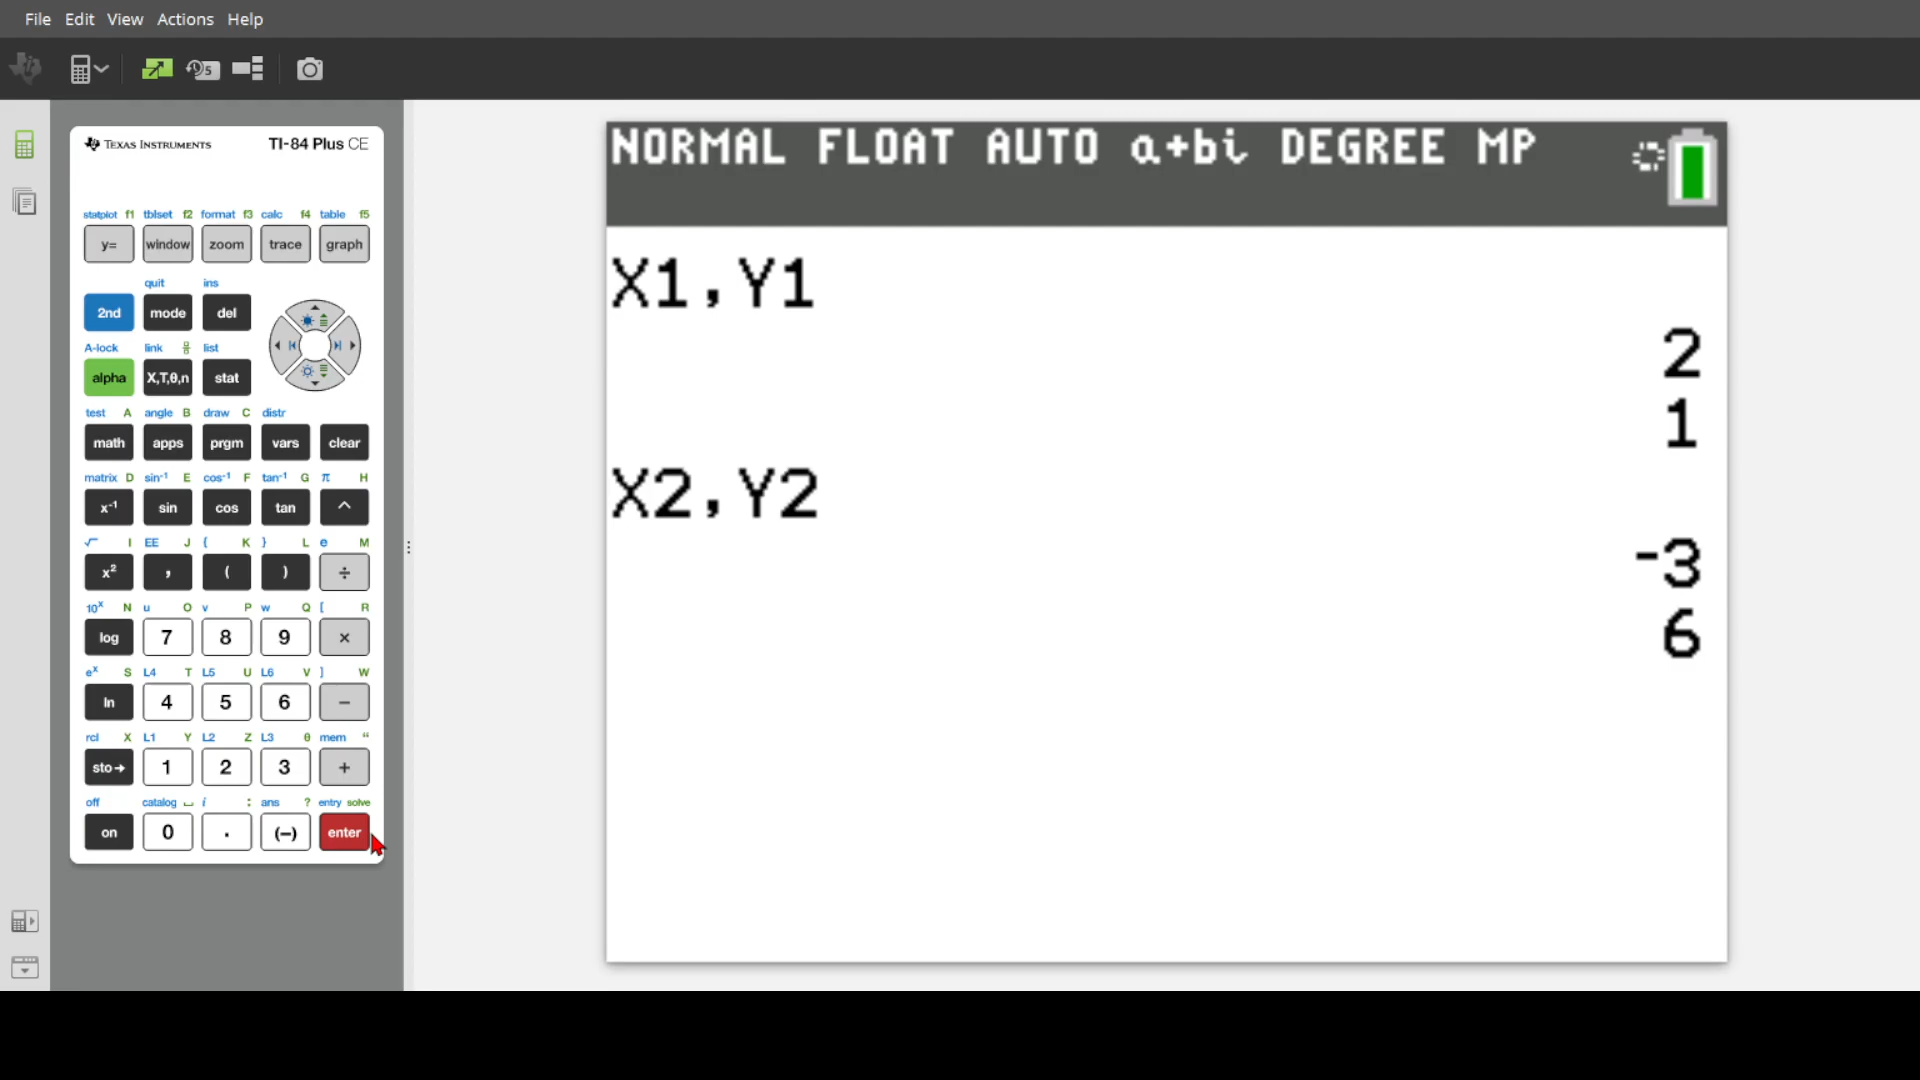 File Edit View Actions Help
TEXAS INSTRUMENTS TI-84 Plus CE
statplot f1 tblset f2 format f3 calc f4 table f5
y= window zoom trace graph
quit ins
2nd mode del
A-lock link list
alpha X,T,θ,n stat
test A angle B draw C distr
math apps prgm vars clear
matrix D sin⁻¹ E cos⁻¹ F tan⁻¹ G π H
x⁻¹ sin cos tan ^
√ I EE J { K } L e M
x² , ( ) ÷
10ˣ N u O v P w Q [ R
log 7 8 9 ×
eˣ S L4 T L5 U L6 V ] W
ln 4 5 6 −
rcl X L1 Y L2 Z L3 θ mem "
sto→ 1 2 3 +
off catalog ⎵ i : ans ? entry solve
on 0 . (−) enter
NORMAL FLOAT AUTO a+bi DEGREE MP
X1,Y1
2
1
X2,Y2
-3
6